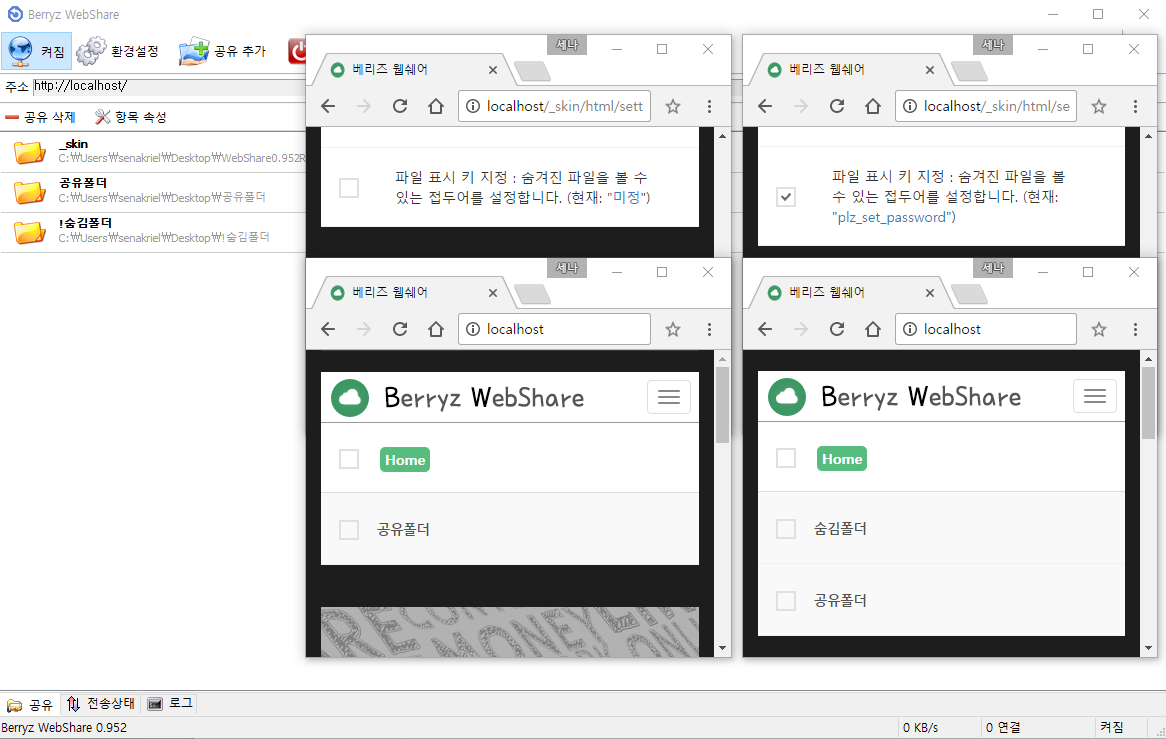 Berryz WebShare
켜짐
환경설정
공유 추가
주소 http://localhost/
공유 삭제
항목 속성
_skin
C:₩Users₩senakriel₩Desktop₩WebShare0.952R
공유폴더
C:₩Users₩senakriel₩Desktop₩공유폴더
!숨김폴더
C:₩Users₩senakriel₩Desktop₩!숨김폴더
세나
베리즈 웹쉐어
localhost/_skin/html/sett
파일 표시 키 지정 : 숨겨진 파일을 볼 수
있는 접두어를 설정합니다. (현재: "미정")
세나
베리즈 웹쉐어
localhost/_skin/html/se
파일 표시 키 지정 : 숨겨진 파일을 볼
수 있는 접두어를 설정합니다. (현재:
"plz_set_password")
세나
베리즈 웹쉐어
localhost
Berryz WebShare
Home
공유폴더
MONEY
세나
베리즈 웹쉐어
localhost
Berryz WebShare
Home
숨김폴더
공유폴더
공유
전송상태
로그
Berryz WebShare 0.952
0 KB/s
0 연결
켜짐